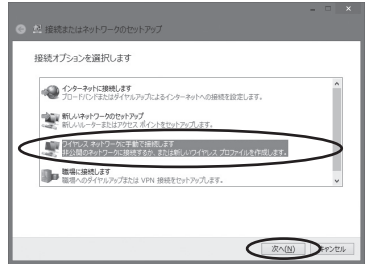 接続またはネットワークのセットアップ
接続オプションを選択します
インターネットに接続します
ブロードバンドまたはダイヤルアップによるインターネットへの接続を設定します。
新しいネットワークのセットアップ
新しいルーターまたはアクセス ポイントをセットアップします。
ワイヤレス ネットワークに手動で接続します
非公開のネットワークに接続するか、または新しいワイヤレス プロファイルを作成します。
職場に接続します
職場へのダイヤルアップまたは VPN 接続をセットアップします。
次へ(N)
キャンセル